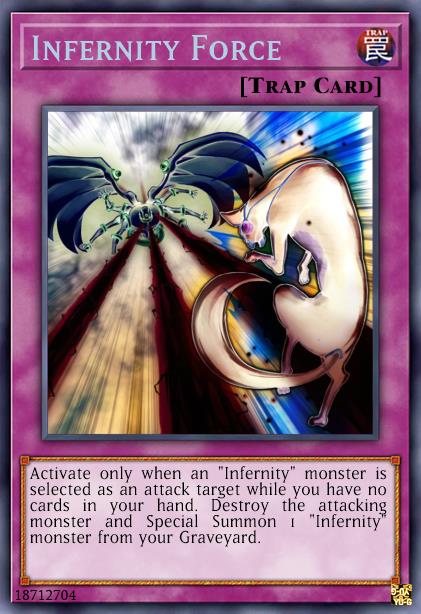 Infernity Force
TRAP
罠
[Trap Card]
Activate only when an "Infernity" monster is
selected as an attack target while you have no
cards in your hand. Destroy the attacking
monster and Special Summon 1 "Infernity"
monster from your Graveyard.
18712704